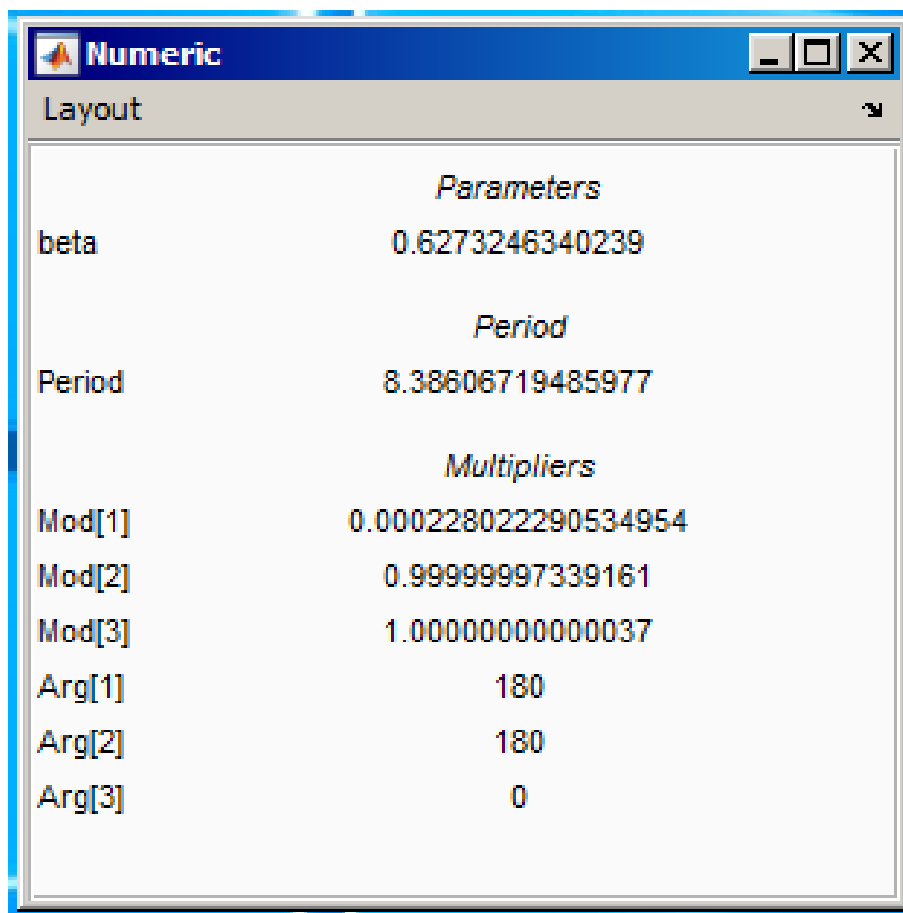 Numeric
Layout
Parameters
beta 0.6273246340239
Period
Period 8.38606719485977
Multipliers
Mod[1] 0.000228022290534954
Mod[2] 0.99999997339161
Mod[3] 1.00000000000037
Arg[1] 180
Arg[2] 180
Arg[3] 0